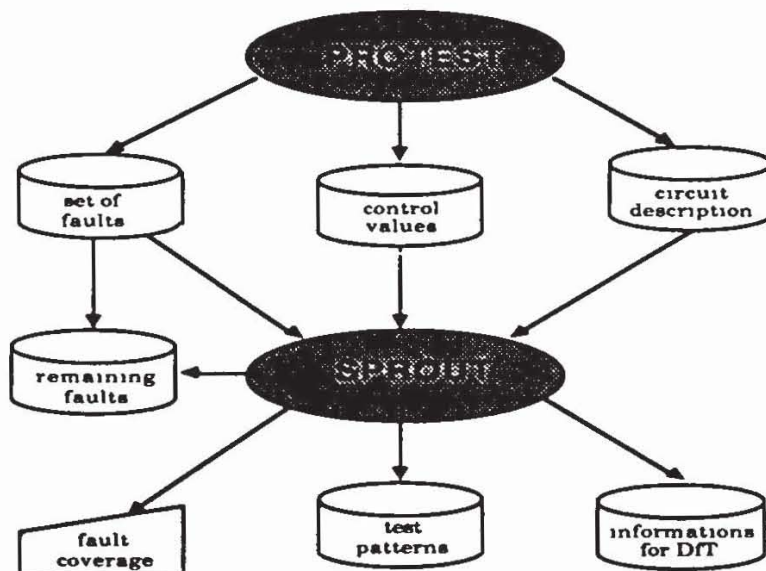 PROTEST
set of
faults
control
values
circuit
description
remaining
faults
SPROUT
fault
coverage
test
patterns
informations
for DfT